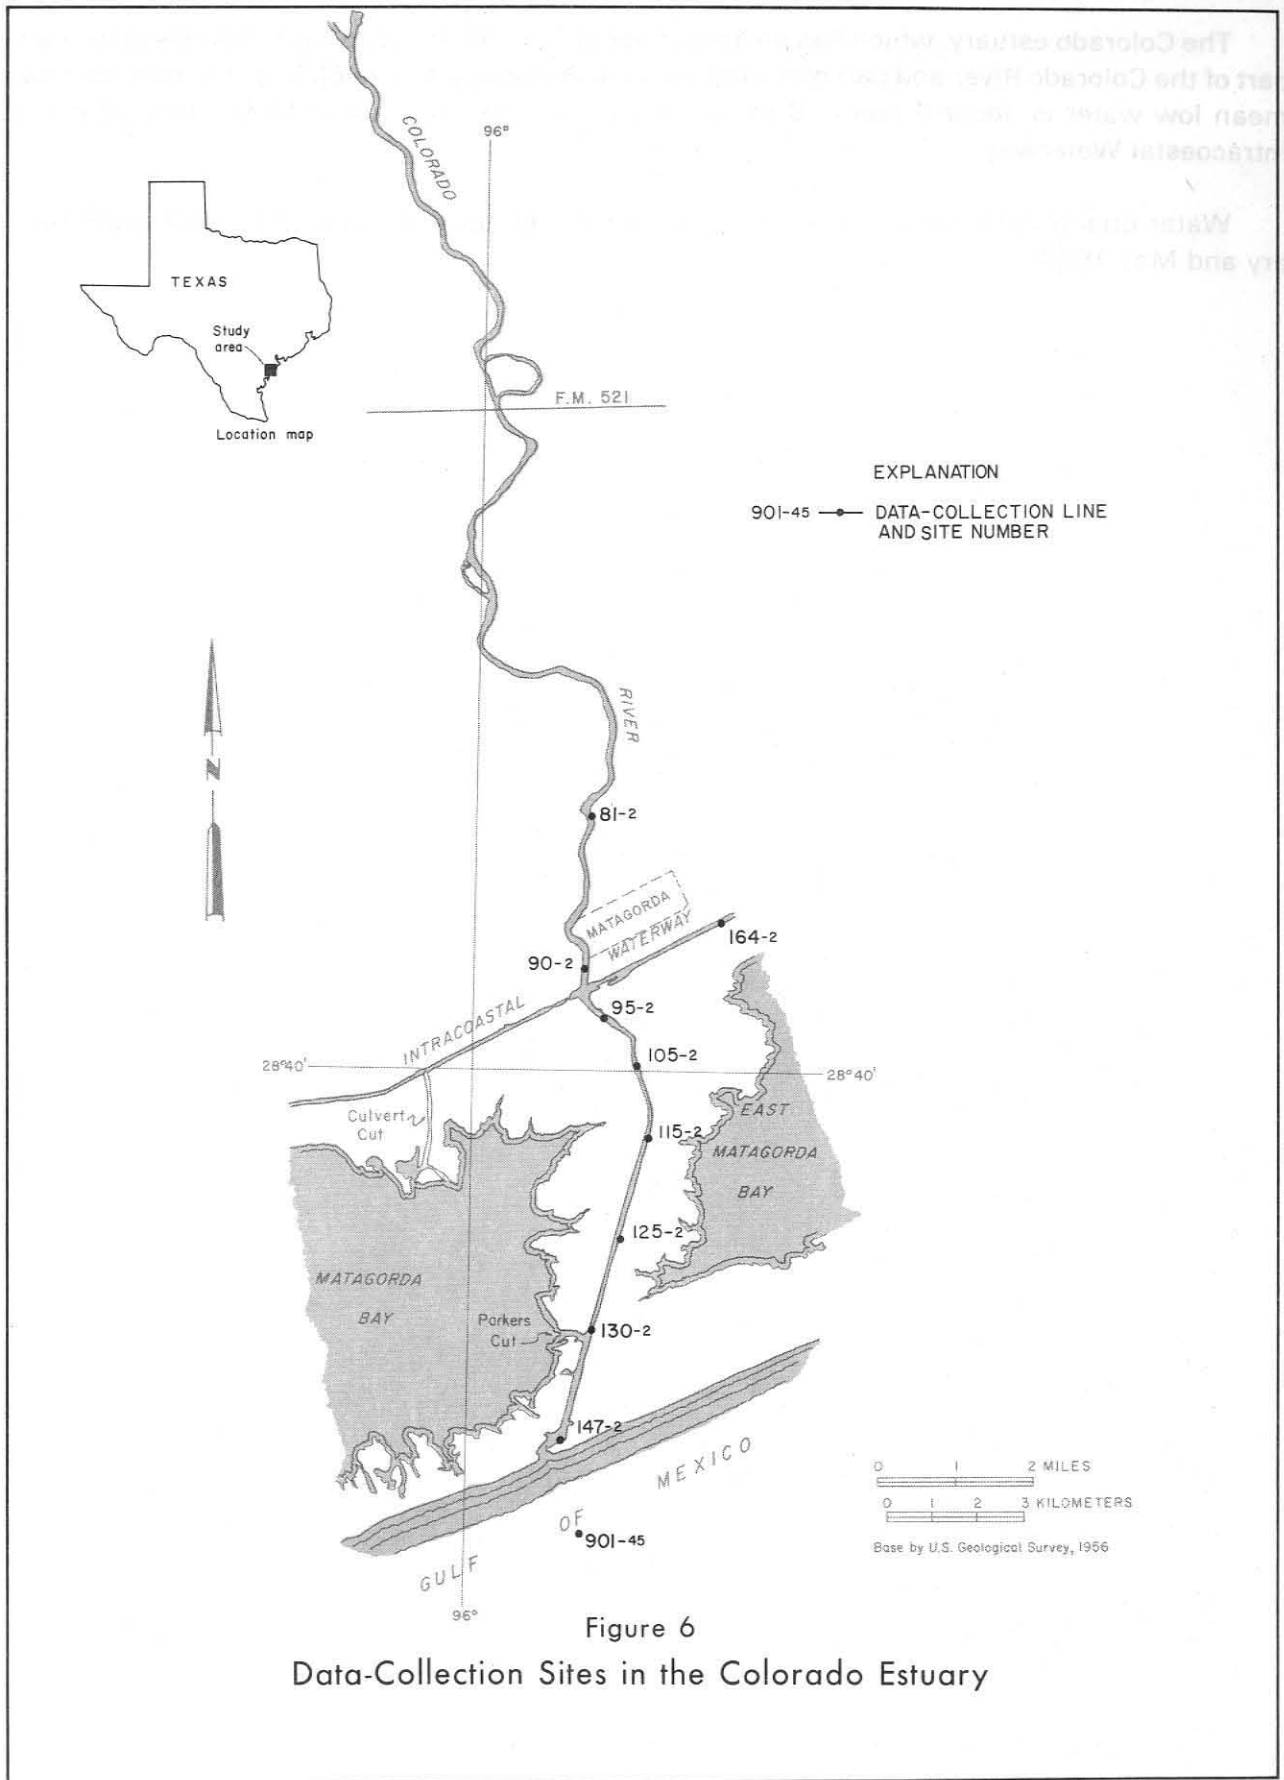 COLORADO
96°
TEXAS
Study
area
Location map
F.M. 521
EXPLANATION
901-45 DATA-COLLECTION LINE
AND SITE NUMBER
N
RIVER
81-2
MATAGORDA
WATERWAY
164-2
90-2
95-2
INTRACOASTAL
105-2
28°40'
28°40'
Culvert
Cut
115-2
EAST
MATAGORDA
BAY
125-2
MATAGORDA
BAY
Parkers
Cut
130-2
147-2
GULF OF MEXICO
901-45
0 1 2 MILES
0 1 2 3 KILOMETERS
Base by U.S. Geological Survey, 1956
96°
Figure 6
Data-Collection Sites in the Colorado Estuary